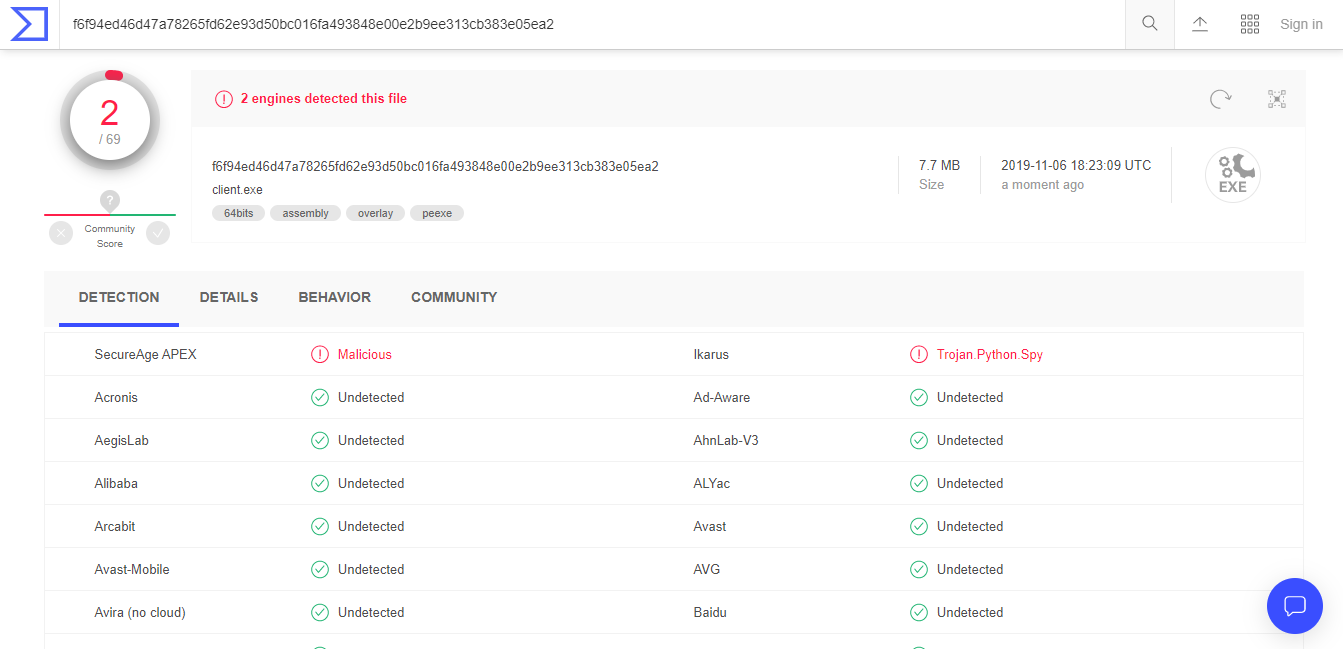 f6f94ed46d47a78265fd62e93d50bc016fa493848e00e2b9ee313cb383e05ea2
Sign in
2
/ 69
?
Community
Score
2 engines detected this file
f6f94ed46d47a78265fd62e93d50bc016fa493848e00e2b9ee313cb383e05ea2
client.exe
64bits assembly overlay peexe
7.7 MB
Size
2019-11-06 18:23:09 UTC
a moment ago
EXE
DETECTION DETAILS BEHAVIOR COMMUNITY
SecureAge APEX Malicious Ikarus Trojan.Python.Spy
Acronis Undetected Ad-Aware Undetected
AegisLab Undetected AhnLab-V3 Undetected
Alibaba Undetected ALYac Undetected
Arcabit Undetected Avast Undetected
Avast-Mobile Undetected AVG Undetected
Avira (no cloud) Undetected Baidu Undetected